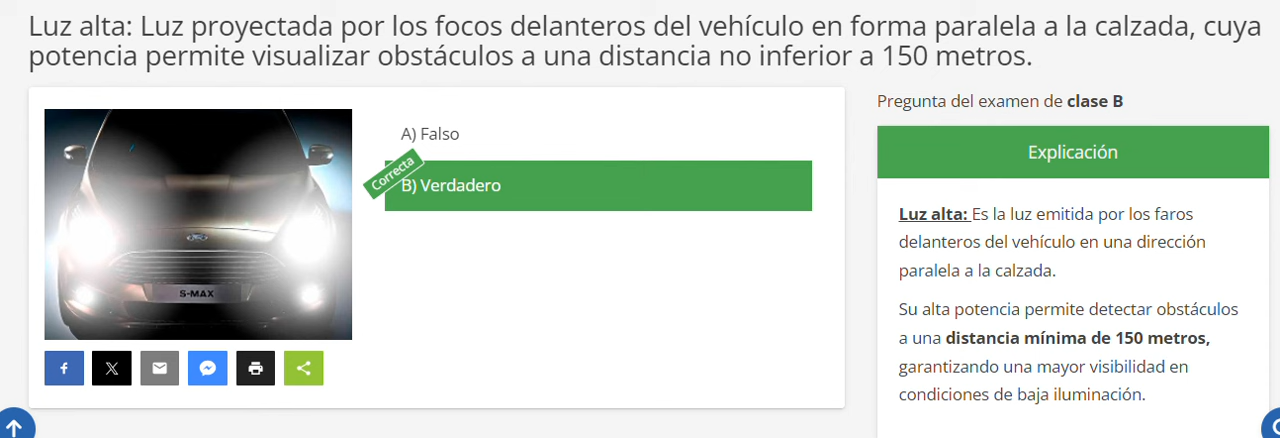 Luz alta: Luz proyectada por los focos delanteros del vehículo en forma paralela a la calzada, cuya
potencia permite visualizar obstáculos a una distancia no inferior a 150 metros.
A) Falso
Correcta
B) Verdadero
S-MAX
Pregunta del examen de clase B
Explicación
Luz alta: Es la luz emitida por los faros
delanteros del vehículo en una dirección
paralela a la calzada.
Su alta potencia permite detectar obstáculos
a una distancia mínima de 150 metros,
garantizando una mayor visibilidad en
condiciones de baja iluminación.